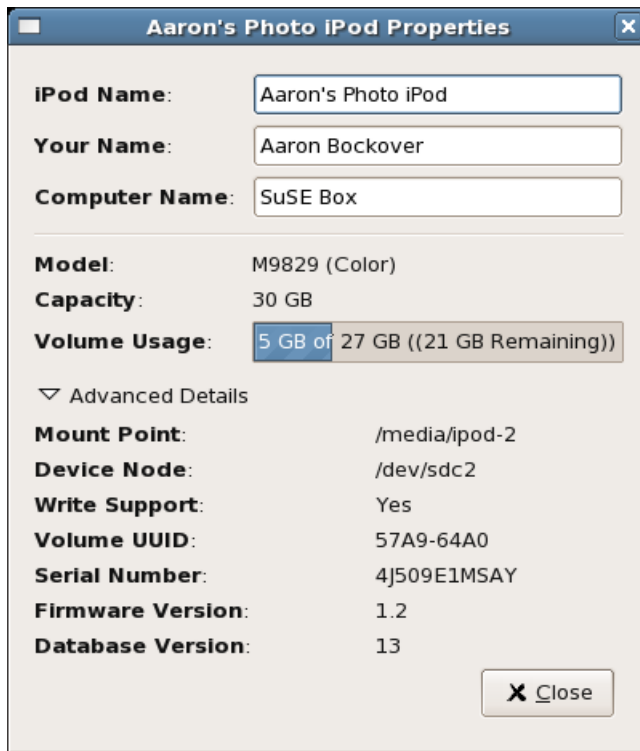 Aaron's Photo iPod Properties
iPod Name: Aaron's Photo iPod
Your Name: Aaron Bockover
Computer Name: SuSE Box
Model: M9829 (Color)
Capacity: 30 GB
Volume Usage: 5 GB of 27 GB ((21 GB Remaining))
Advanced Details
Mount Point: /media/ipod-2
Device Node: /dev/sdc2
Write Support: Yes
Volume UUID: 57A9-64A0
Serial Number: 4J509E1MSAY
Firmware Version: 1.2
Database Version: 13
Close